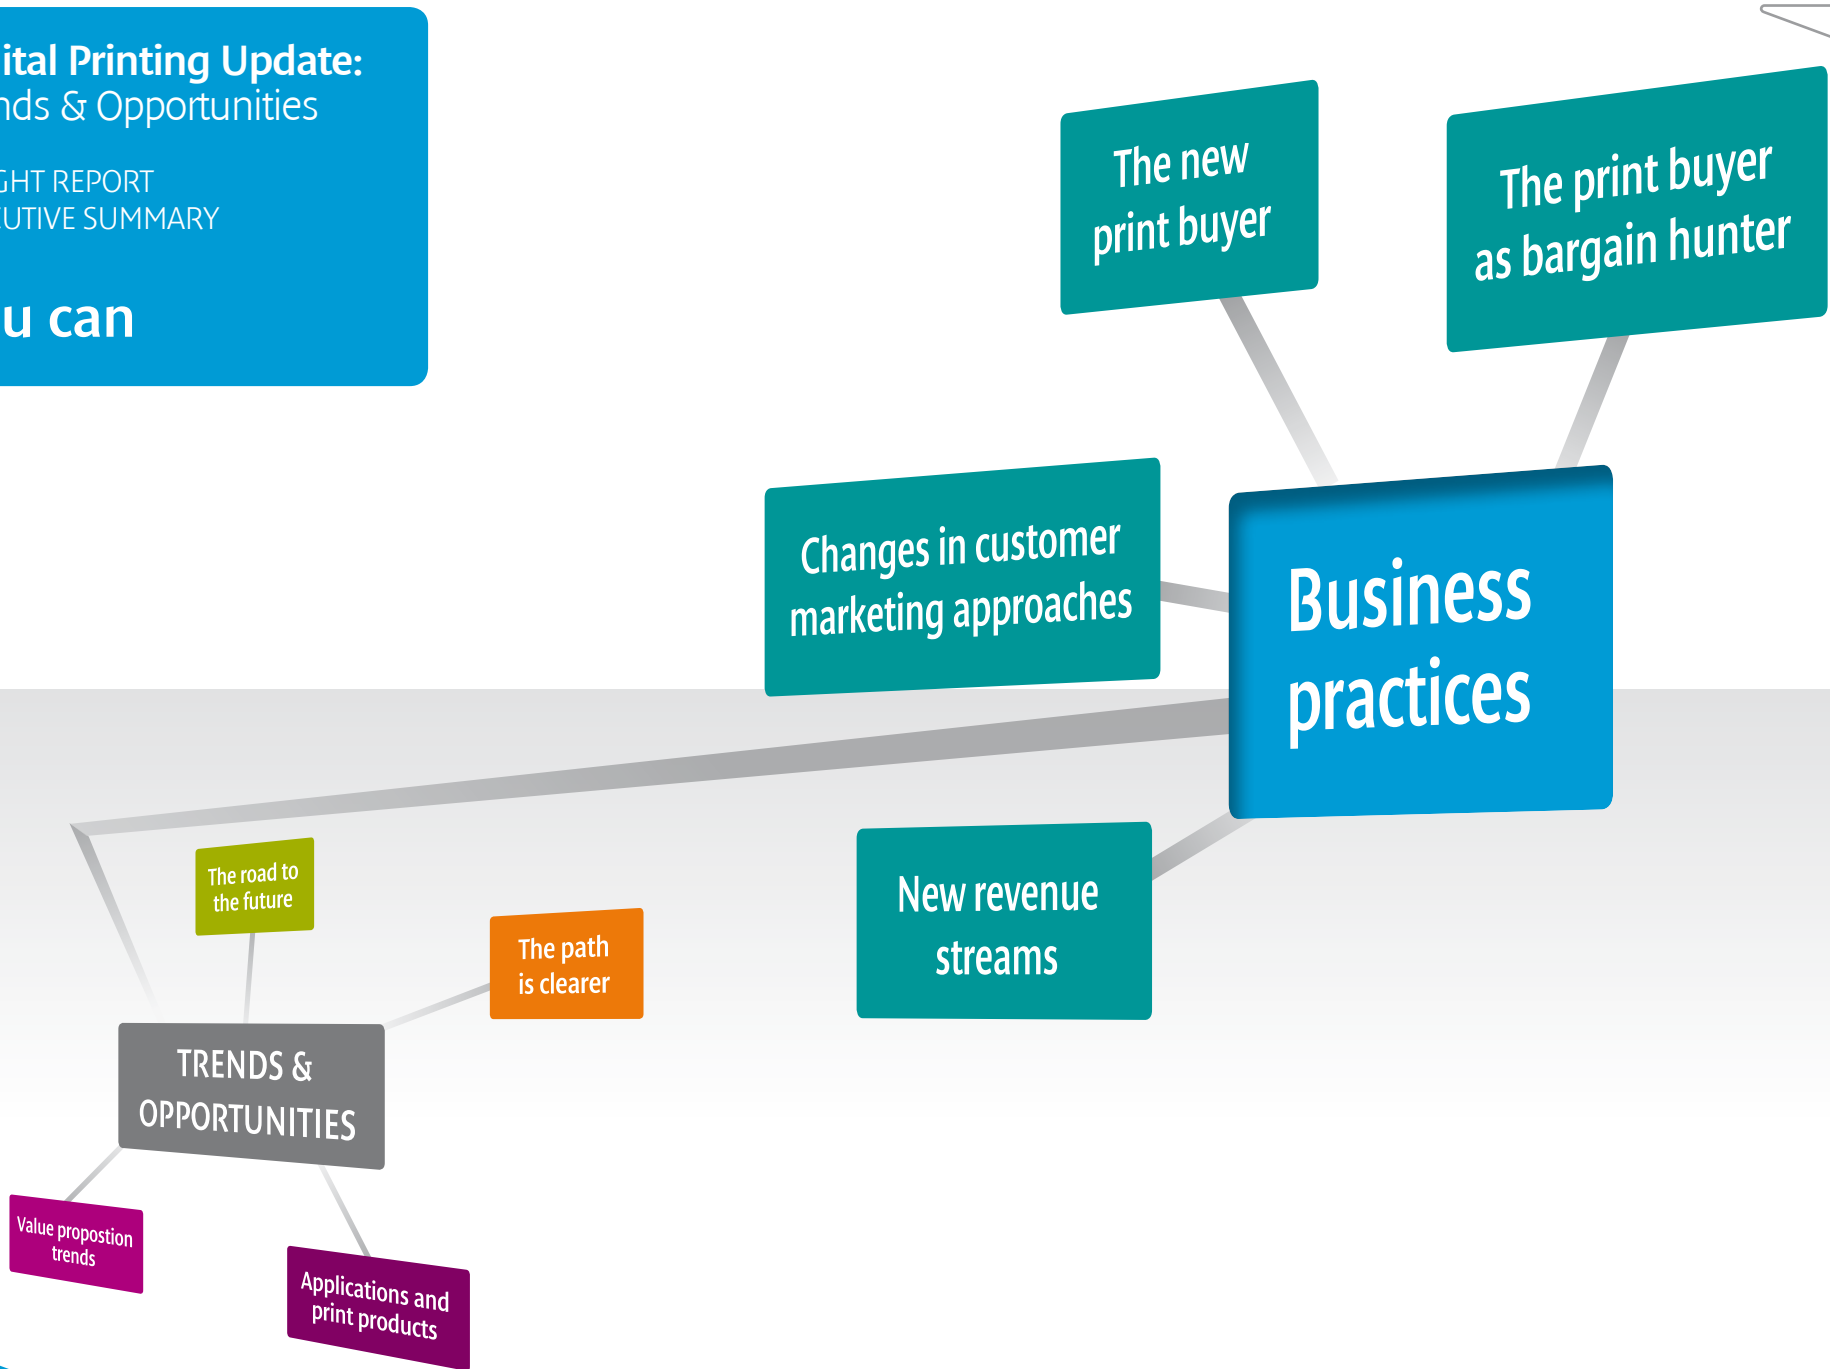 ital Printing Update:
nds & Opportunities
GHT REPORT
CUTIVE SUMMARY
u can
The new
print buyer
The print buyer
as bargain hunter
Changes in customer
marketing approaches
Business
practices
New revenue
streams
The road to
the future
The path
is clearer
TRENDS &
OPPORTUNITIES
Value propostion
trends
Applications and
print products